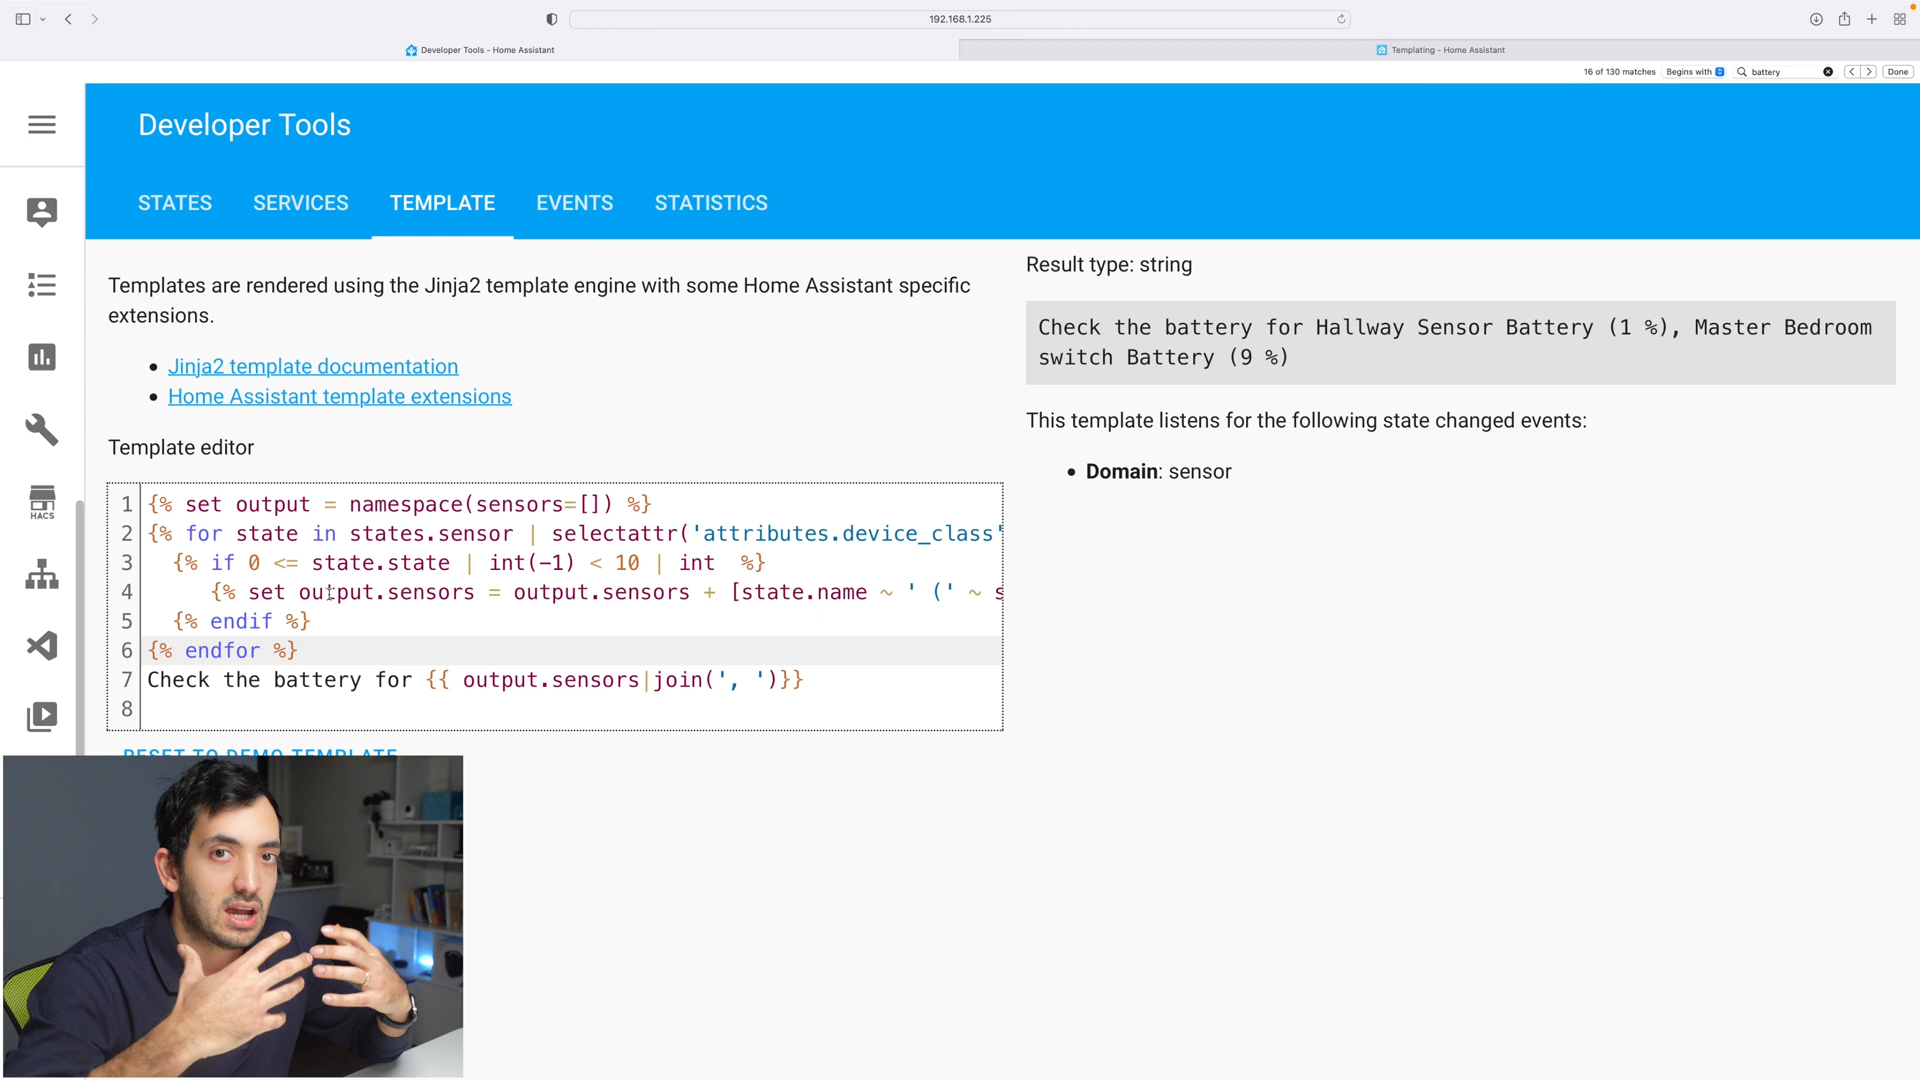 192.168.1.225
Developer Tools - Home Assistant
Templating - Home Assistant
16 of 130 matches
Begins with
battery
Done
Developer Tools
STATES
SERVICES
TEMPLATE
EVENTS
STATISTICS
HACS
Templates are rendered using the Jinja2 template engine with some Home Assistant specific
extensions.
• Jinja2 template documentation
• Home Assistant template extensions
Template editor
1 {% set output = namespace(sensors=[]) %}
2 {% for state in states.sensor | selectattr('attributes.device_class'
3 {% if 0 <= state.state | int(-1) < 10 | int %}
4 {% set output.sensors = output.sensors + [state.name ~ ' (' ~ s
5 {% endif %}
6 {% endfor %}
7 Check the battery for {{ output.sensors|join(', ')}}
8
RESET TO DEMO TEMPLATE
Result type: string
Check the battery for Hallway Sensor Battery (1 %), Master Bedroom
switch Battery (9 %)
This template listens for the following state changed events:
• Domain: sensor